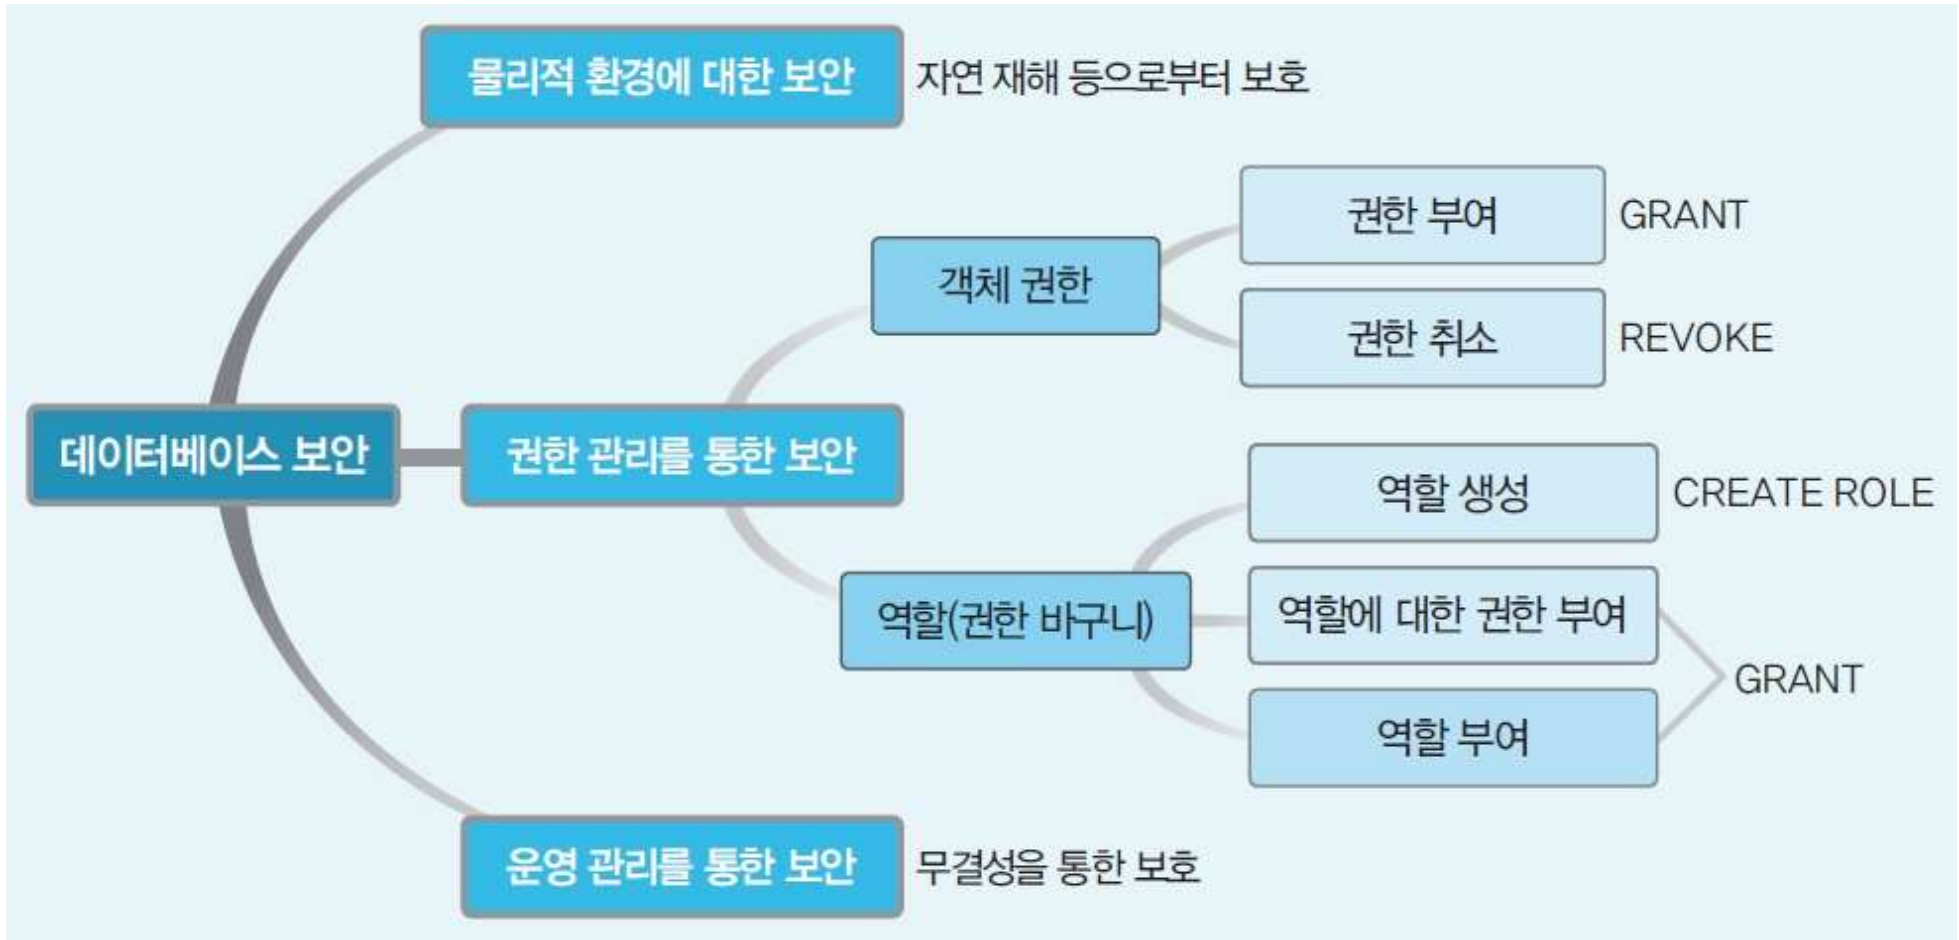 물리적 환경에 대한 보안 자연 재해 등으로부터 보호
권한 부여 GRANT
객체 권한
권한 취소 REVOKE
데이터베이스 보안 권한 관리를 통한 보안
역할 생성 CREATE ROLE
역할(권한 바구니) 역할에 대한 권한 부여
GRANT
역할 부여
운영 관리를 통한 보안 무결성을 통한 보호